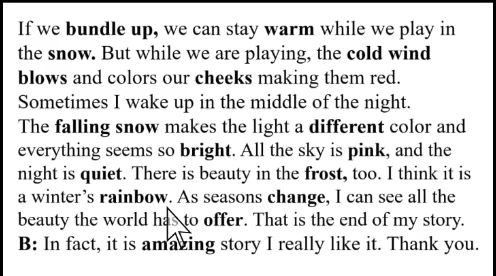 If we bundle up, we can stay warm while we play in
the snow. But while we are playing, the cold wind
blows and colors our cheeks making them red.
Sometimes I wake up in the middle of the night.
The falling snow makes the light a different color and
everything seems so bright. All the sky is pink, and the
night is quiet. There is beauty in the frost, too. I think it is
a winter’s rainbow. As seasons change, I can see all the
beauty the world has to offer. That is the end of my story.
B: In fact, it is amazing story I really like it. Thank you.